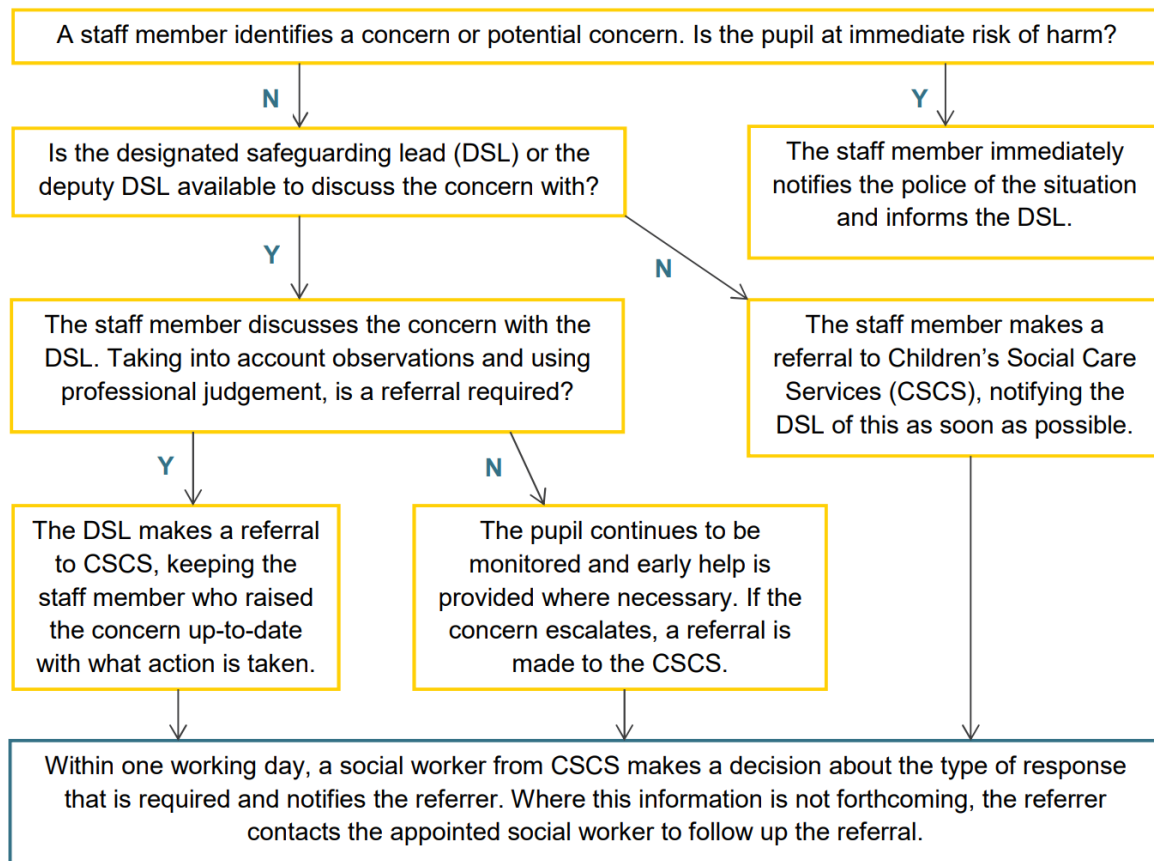 A staff member identifies a concern or potential concern. Is the pupil at immediate risk of harm?
N
Y
Is the designated safeguarding lead (DSL) or the
deputy DSL available to discuss the concern with?
The staff member immediately
notifies the police of the situation
and informs the DSL.
Y
N
The staff member discusses the concern with the
DSL. Taking into account observations and using
professional judgement, is a referral required?
The staff member makes a
referral to Children’s Social Care
Services (CSCS), notifying the
DSL of this as soon as possible.
Y
N
The DSL makes a referral
to CSCS, keeping the
staff member who raised
the concern up-to-date
with what action is taken.
The pupil continues to be
monitored and early help is
provided where necessary. If the
concern escalates, a referral is
made to the CSCS.
Within one working day, a social worker from CSCS makes a decision about the type of response
that is required and notifies the referrer. Where this information is not forthcoming, the referrer
contacts the appointed social worker to follow up the referral.